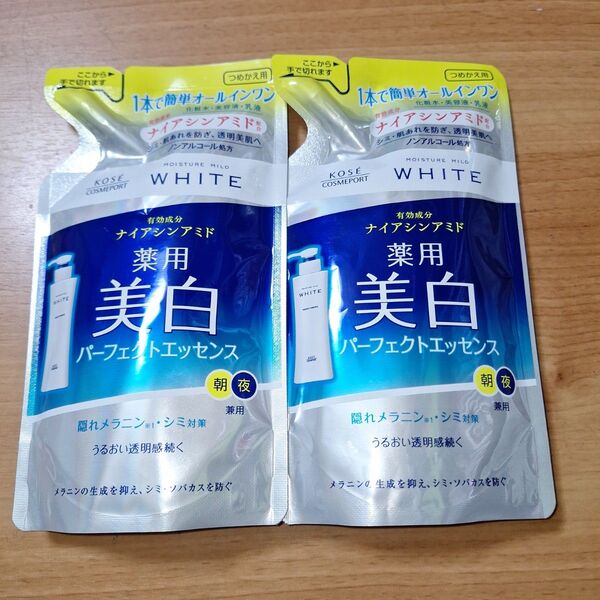 ここから
手で切れます
つめかえ用
1本で簡単オールインワン
化粧水・美容液・乳液
ナイアシンアミド
シミ・肌あれを防ぎ、透明美肌へ
ノンアルコール処方
MOISTURE MILD
KOSÉ
COSMEPORT
WHITE
有効成分
ナイアシンアミド
薬用
美白
パーフェクトエッセンス
WHITE
朝 夜
兼用
隠れメラニン※1・シミ対策
うるおい透明感続く
メラニンの生成を抑え、シミ・ソバカスを防ぐ
ここから
手で切れます
つめかえ用
1本で簡単オールインワン
化粧水・美容液・乳液
ナイアシンアミド
シミ・肌あれを防ぎ、透明美肌へ
ノンアルコール処方
MOISTURE MILD
KOSÉ
COSMEPORT
WHITE
有効成分
ナイアシンアミド
薬用
美白
パーフェクトエッセンス
WHITE
朝 夜
兼用
隠れメラニン※1・シミ対策
うるおい透明感続く
メラニンの生成を抑え、シミ・ソバカスを防ぐ